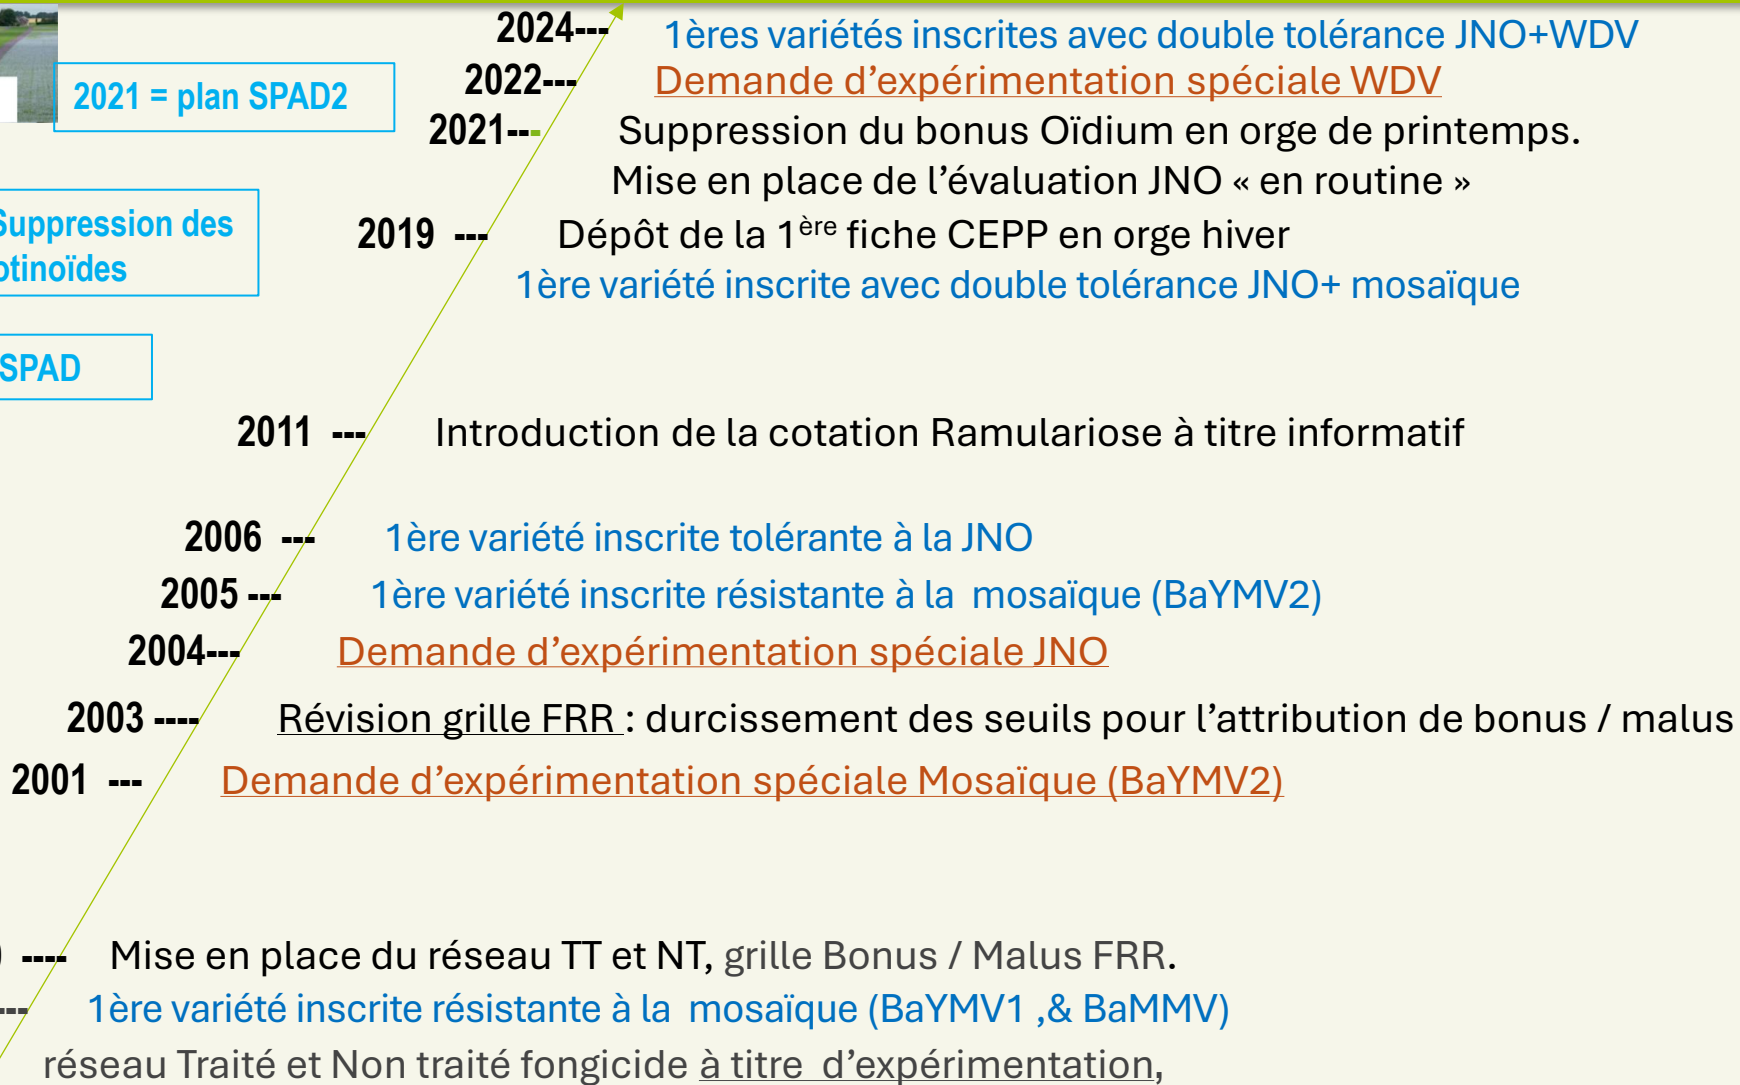 2024--- 1ères variétés inscrites avec double tolérance JNO+WDV
2022--- Demande d’expérimentation spéciale WDV
2021 = plan SPAD2
2021--- Suppression du bonus Oïdium en orge de printemps.
Mise en place de l’évaluation JNO « en routine »
Suppression des
otinoïdes
2019 --- Dépôt de la 1ère fiche CEPP en orge hiver
1ère variété inscrite avec double tolérance JNO+ mosaïque
SPAD
2011 --- Introduction de la cotation Ramulariose à titre informatif
2006 --- 1ère variété inscrite tolérante à la JNO
2005 --- 1ère variété inscrite résistante à la mosaïque (BaYMV2)
2004--- Demande d’expérimentation spéciale JNO
2003 ---- Révision grille FRR : durcissement des seuils pour l’attribution de bonus / malus
2001 --- Demande d’expérimentation spéciale Mosaïque (BaYMV2)
---- Mise en place du réseau TT et NT, grille Bonus / Malus FRR.
--- 1ère variété inscrite résistante à la mosaïque (BaYMV1 ,& BaMMV)
réseau Traité et Non traité fongicide à titre d’expérimentation,